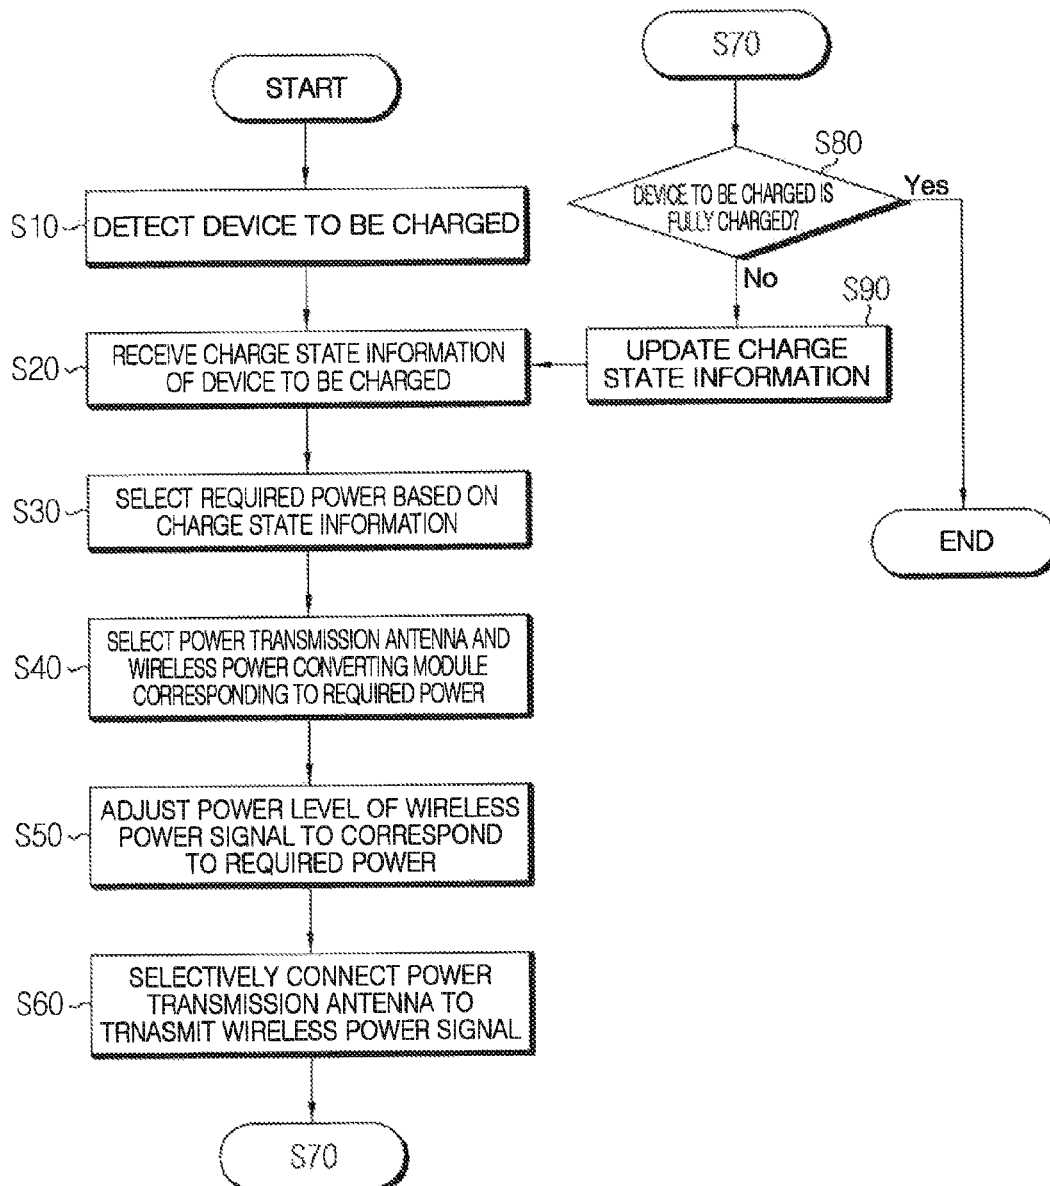 START
S10
DETECT DEVICE TO BE CHARGED
S20
RECEIVE CHARGE STATE INFORMATION
OF DEVICE TO BE CHARGED
S30
SELECT REQUIRED POWER BASED ON
CHARGE STATE INFORMATION
S40
SELECT POWER TRANSMISSION ANTENNA AND
WIRELESS POWER CONVERTING MODULE
CORRESPONDING TO REQUIRED POWER
S50
ADJUST POWER LEVEL OF WIRELESS
POWER SIGNAL TO CORRESPOND
TO REQUIRED POWER
S60
SELECTIVELY CONNECT POWER
TRANSMISSION ANTENNA TO
TRNASMIT WIRELESS POWER SIGNAL
S70
S70
S80
DEVICE TO BE CHARGED IS
FULLY CHARGED?
Yes
No
S90
UPDATE CHARGE
STATE INFORMATION
END